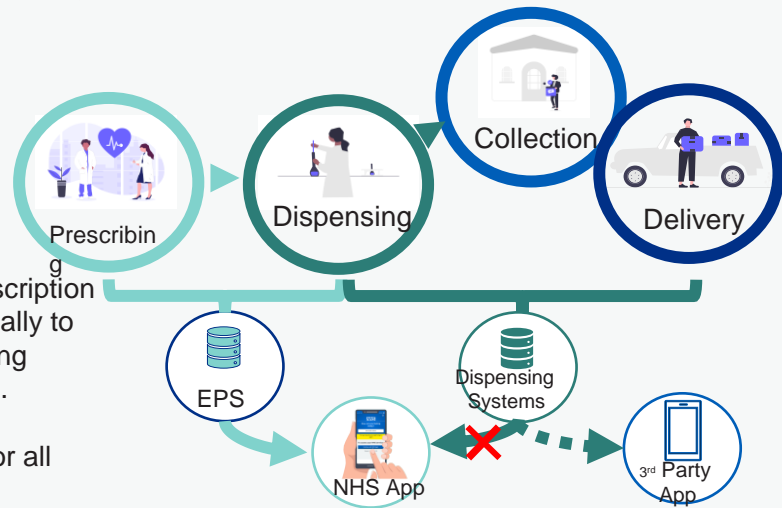 Collection
Dispensing
Delivery
Prescribin
g
scription
ally to
ng
.
or all
EPS
Dispensing
Systems
NHS App
3rd Party
App